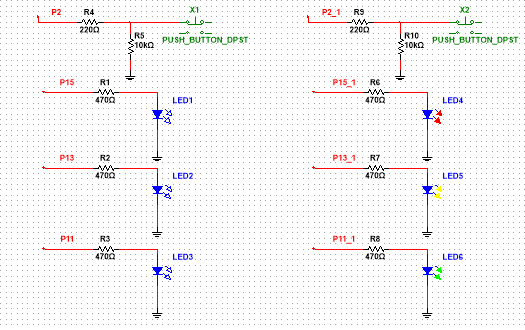 P2 R4 X1 P2_1 R9 X2
220Ω R5 220Ω R10
10kΩ PUSH_BUTTON_DPST 10kΩ PUSH_BUTTON_DPST
P15 R1 P15_1 R6
470Ω LED1 470Ω LED4
P13 R2 P13_1 R7
470Ω LED2 470Ω LED5
P11 R3 P11_1 R8
470Ω LED3 470Ω LED6